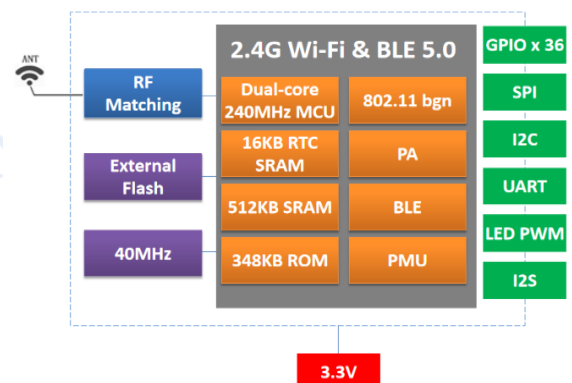 ANT
RF
Matching
External
Flash
40MHz
2.4G Wi-Fi & BLE 5.0
Dual-core
240MHz MCU
802.11 bgn
16KB RTC
SRAM
PA
512KB SRAM
BLE
348KB ROM
PMU
GPIO x 36
SPI
I2C
UART
LED PWM
I2S
3.3V